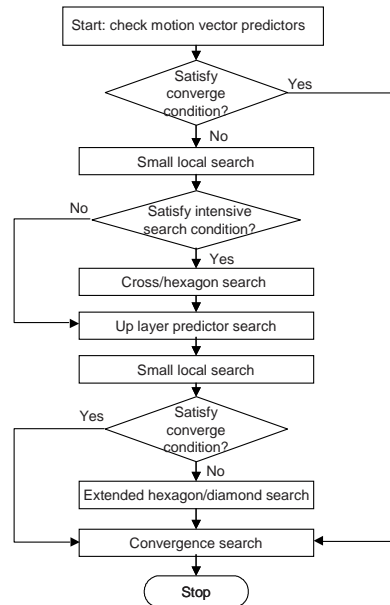 Start: check motion vector predictors
Satisfy
converge
condition?
Yes
No
Small local search
No
Satisfy intensive
search condition?
Yes
Cross/hexagon search
Up layer predictor search
Small local search
Yes
Satisfy
converge
condition?
No
Extended hexagon/diamond search
Convergence search
Stop